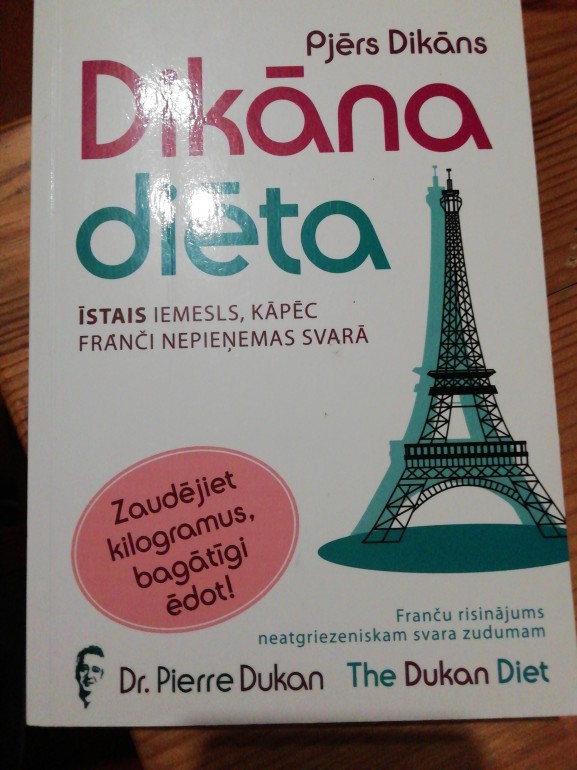 Pjērs Dikāns
Dikāna
diēta
ĪSTAIS IEMESLS, KĀPĒC
FRANČI NEPIEŅEMAS SVARĀ
Zaudējiet
kilogramus,
bagātīgi
ēdot!
Franču risinājums
neatgriezeniskam svara zudumam
Dr. Pierre Dukan The Dukan Diet